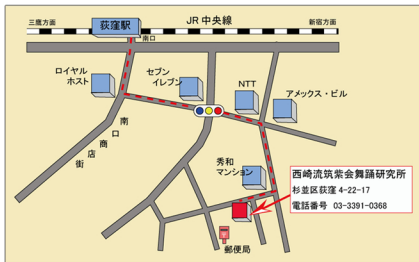 三鷹方面
荻窪駅
JR 中央線
新宿方面
南口
ロイヤル
ホスト
セブン
イレブン
NTT
アメックス・ビル
南口商店街
秀和
マンション
西崎流筑紫会舞踊研究所
杉並区荻窪 4-22-17
電話番号 03-3391-0368
郵便局